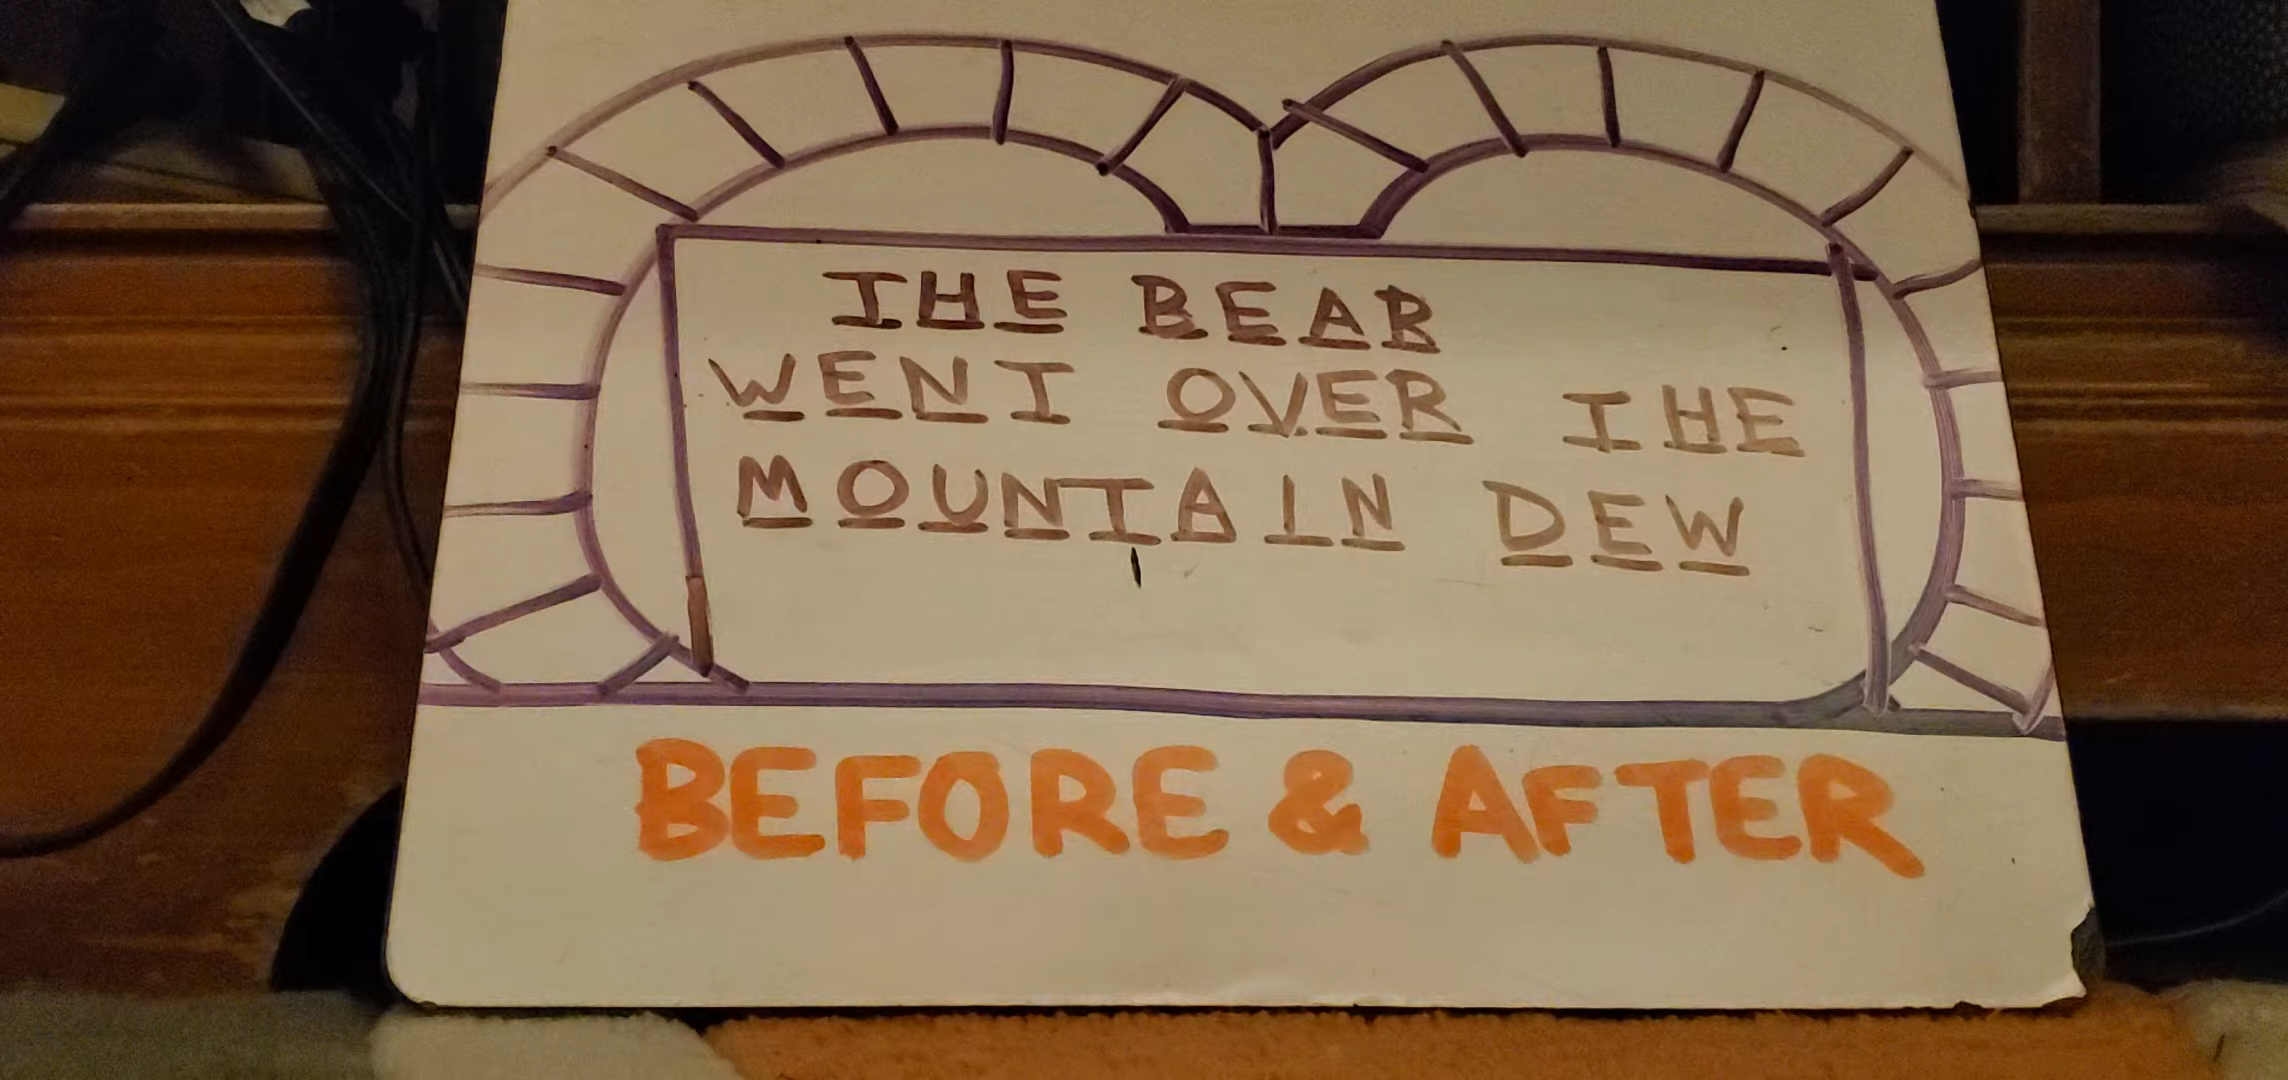 THE BEAR
WENT OVER THE
MOUNTAIN DEW
BEFORE & AFTER